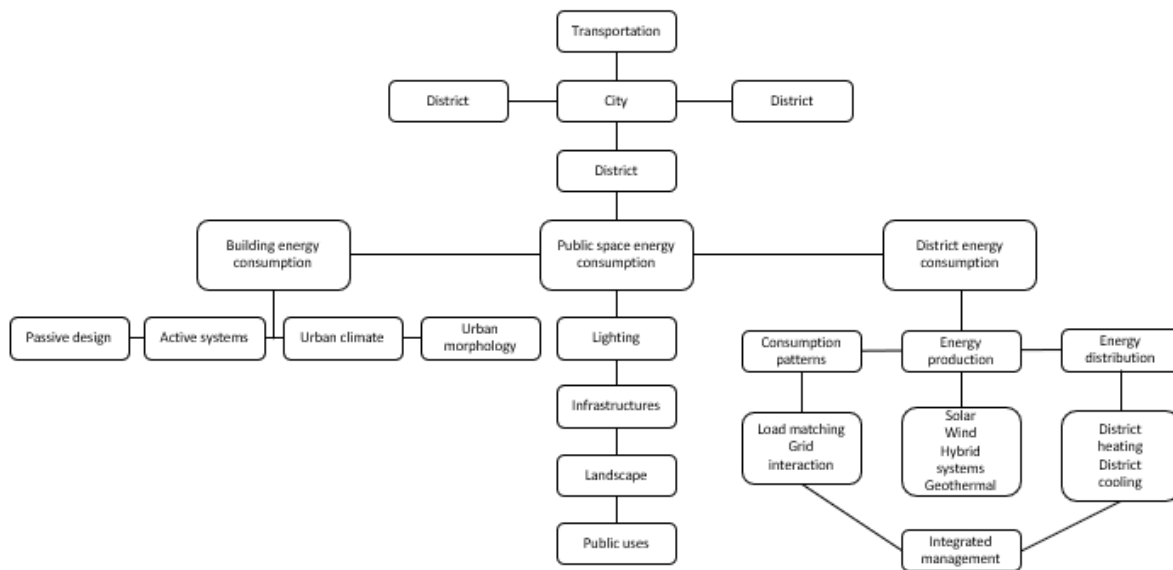 Transportation
District
City
District
District
Building energy
consumption
Public space energy
consumption
District energy
consumption
Passive design
Active systems
Urban climate
Urban
morphology
Lighting
Consumption
patterns
Energy
production
Energy
distribution
Infrastructures
Load matching
Grid
interaction
Solar
Wind
Hybrid
systems
Geothermal
District
heating
District
cooling
Landscape
Public uses
Integrated
management